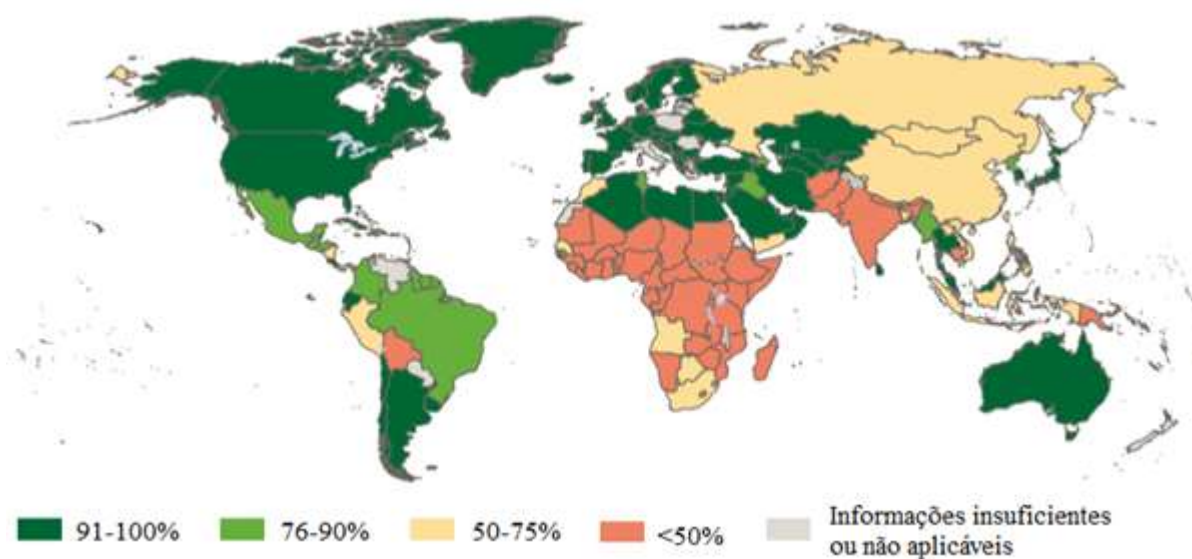 91-100%
76-90%
50-75%
<50%
Informações insuficientes
ou não aplicáveis